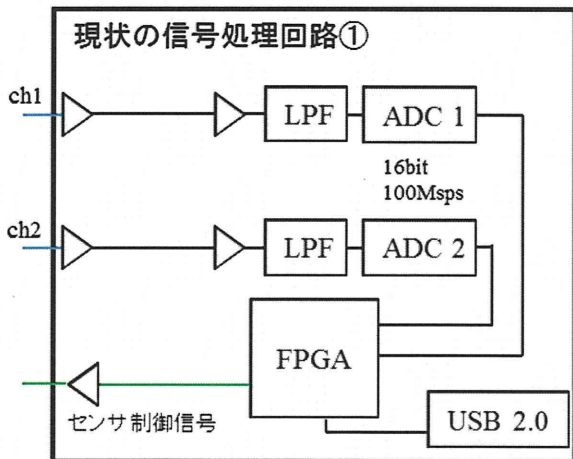 現状の信号処理回路①
ch1
LPF
ADC 1
16bit
100Msps
ch2
LPF
ADC 2
FPGA
センサ制御信号
USB 2.0